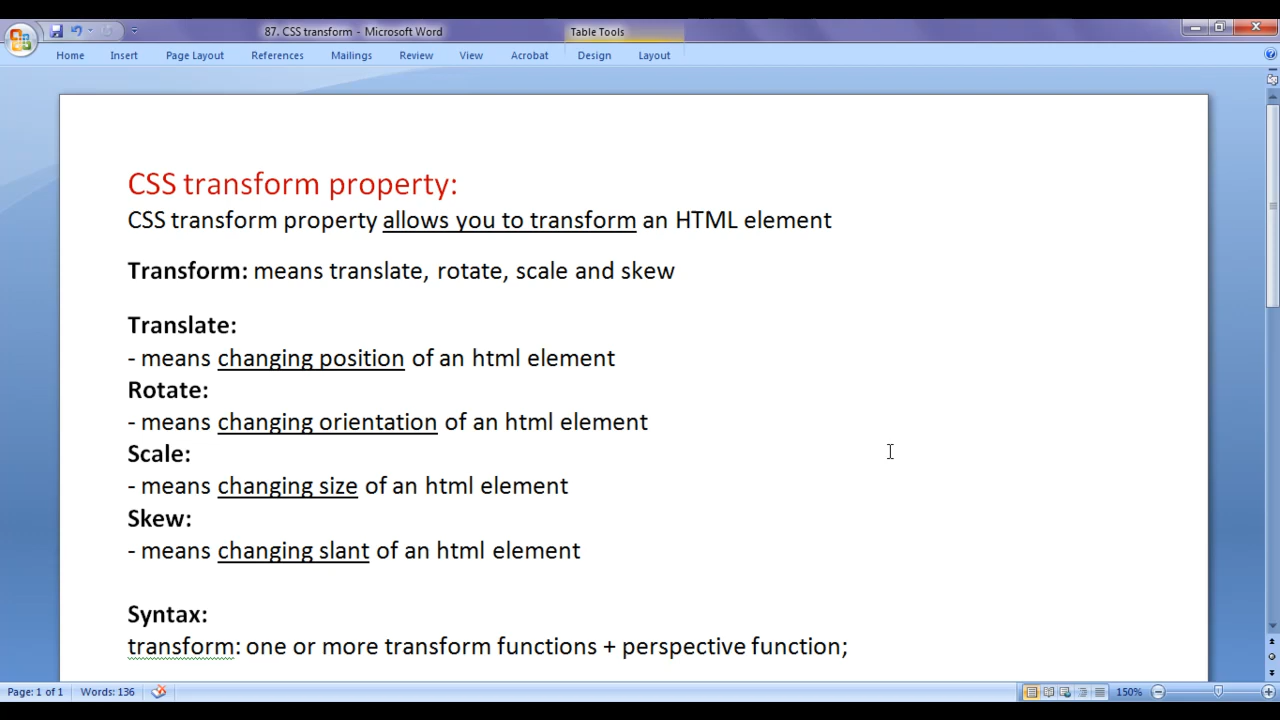 87. CSS transform - Microsoft Word
Table Tools
Home Insert Page Layout References Mailings Review View Acrobat Design Layout
CSS transform property:
CSS transform property allows you to transform an HTML element
Transform: means translate, rotate, scale and skew
Translate:
- means changing position of an html element
Rotate:
- means changing orientation of an html element
Scale:
- means changing size of an html element
Skew:
- means changing slant of an html element
Syntax:
transform: one or more transform functions + perspective function;
Page: 1 of 1 Words: 136 150%